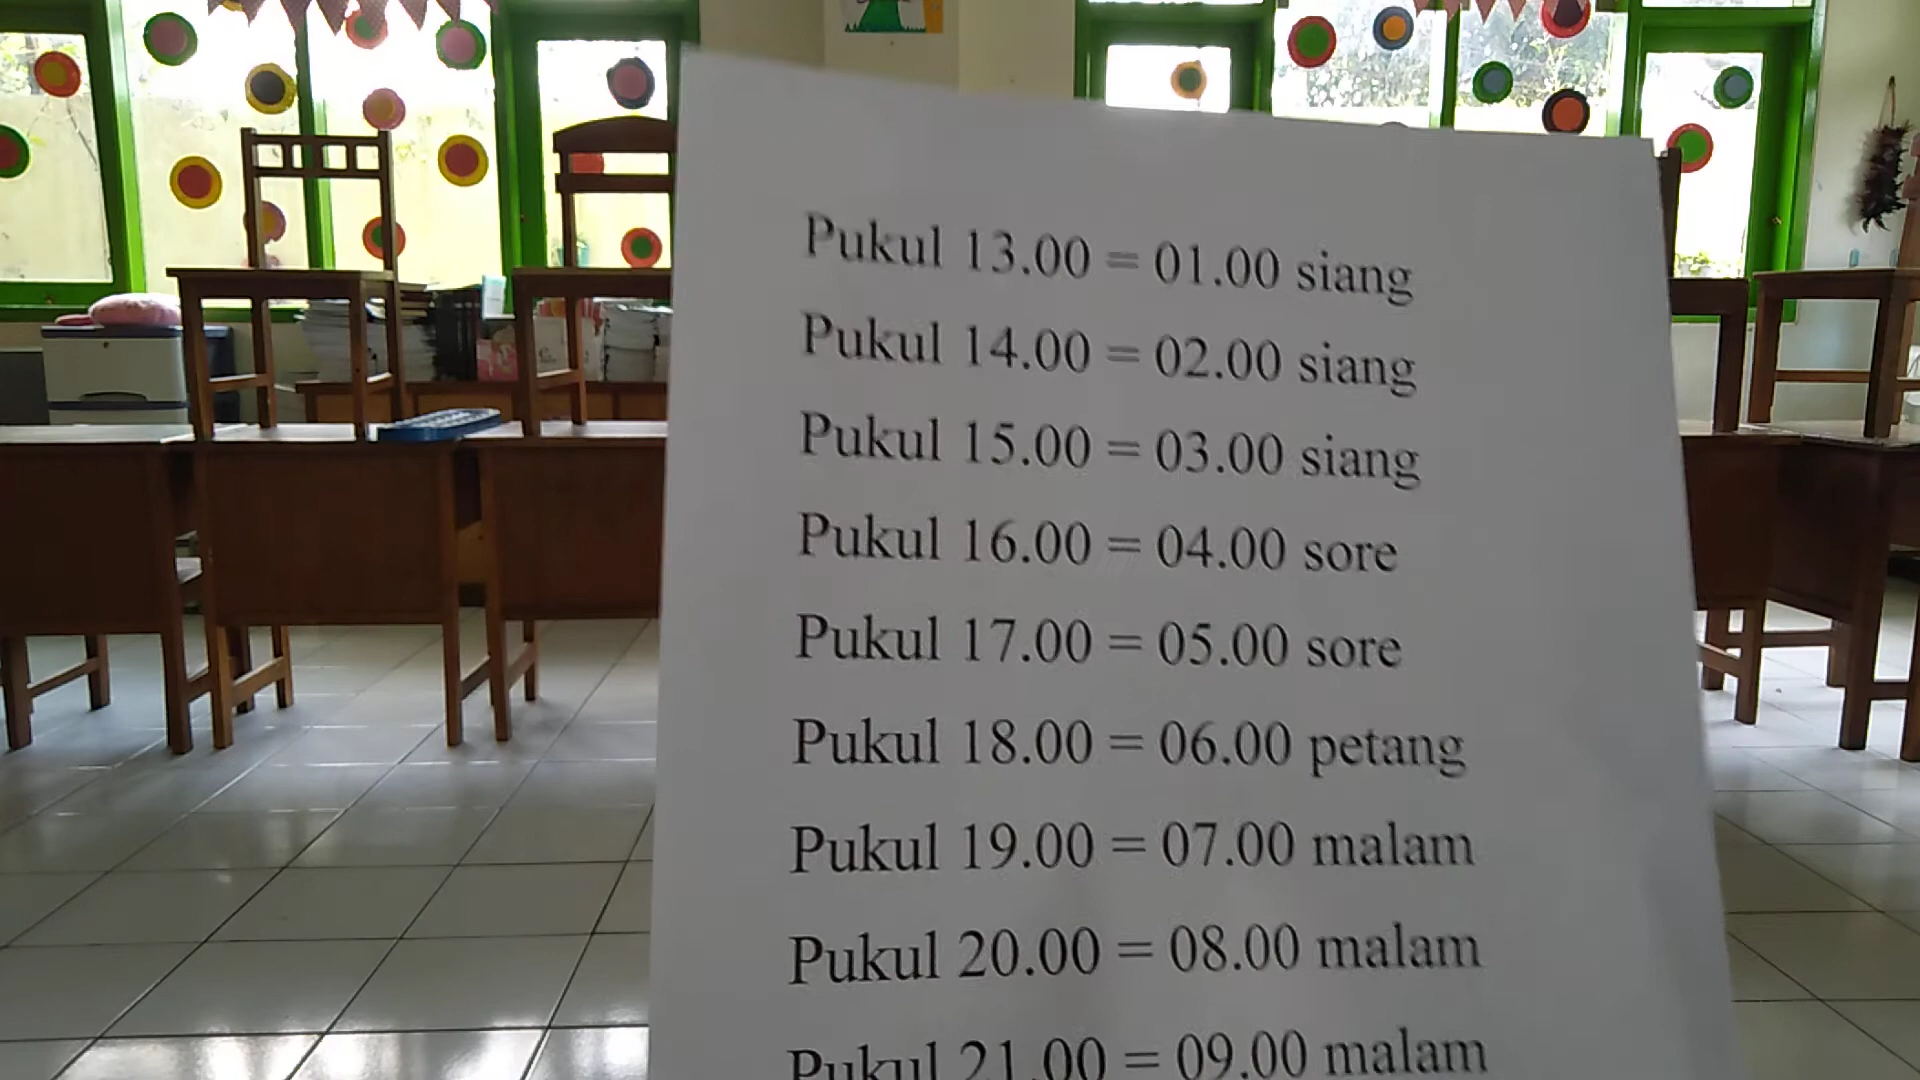 Pukul 13.00 = 01.00 siang
Pukul 14.00 = 02.00 siang
Pukul 15.00 = 03.00 siang
Pukul 16.00 = 04.00 sore
Pukul 17.00 = 05.00 sore
Pukul 18.00 = 06.00 petang
Pukul 19.00 = 07.00 malam
Pukul 20.00 = 08.00 malam
Pukul 21.00 = 09.00 malam